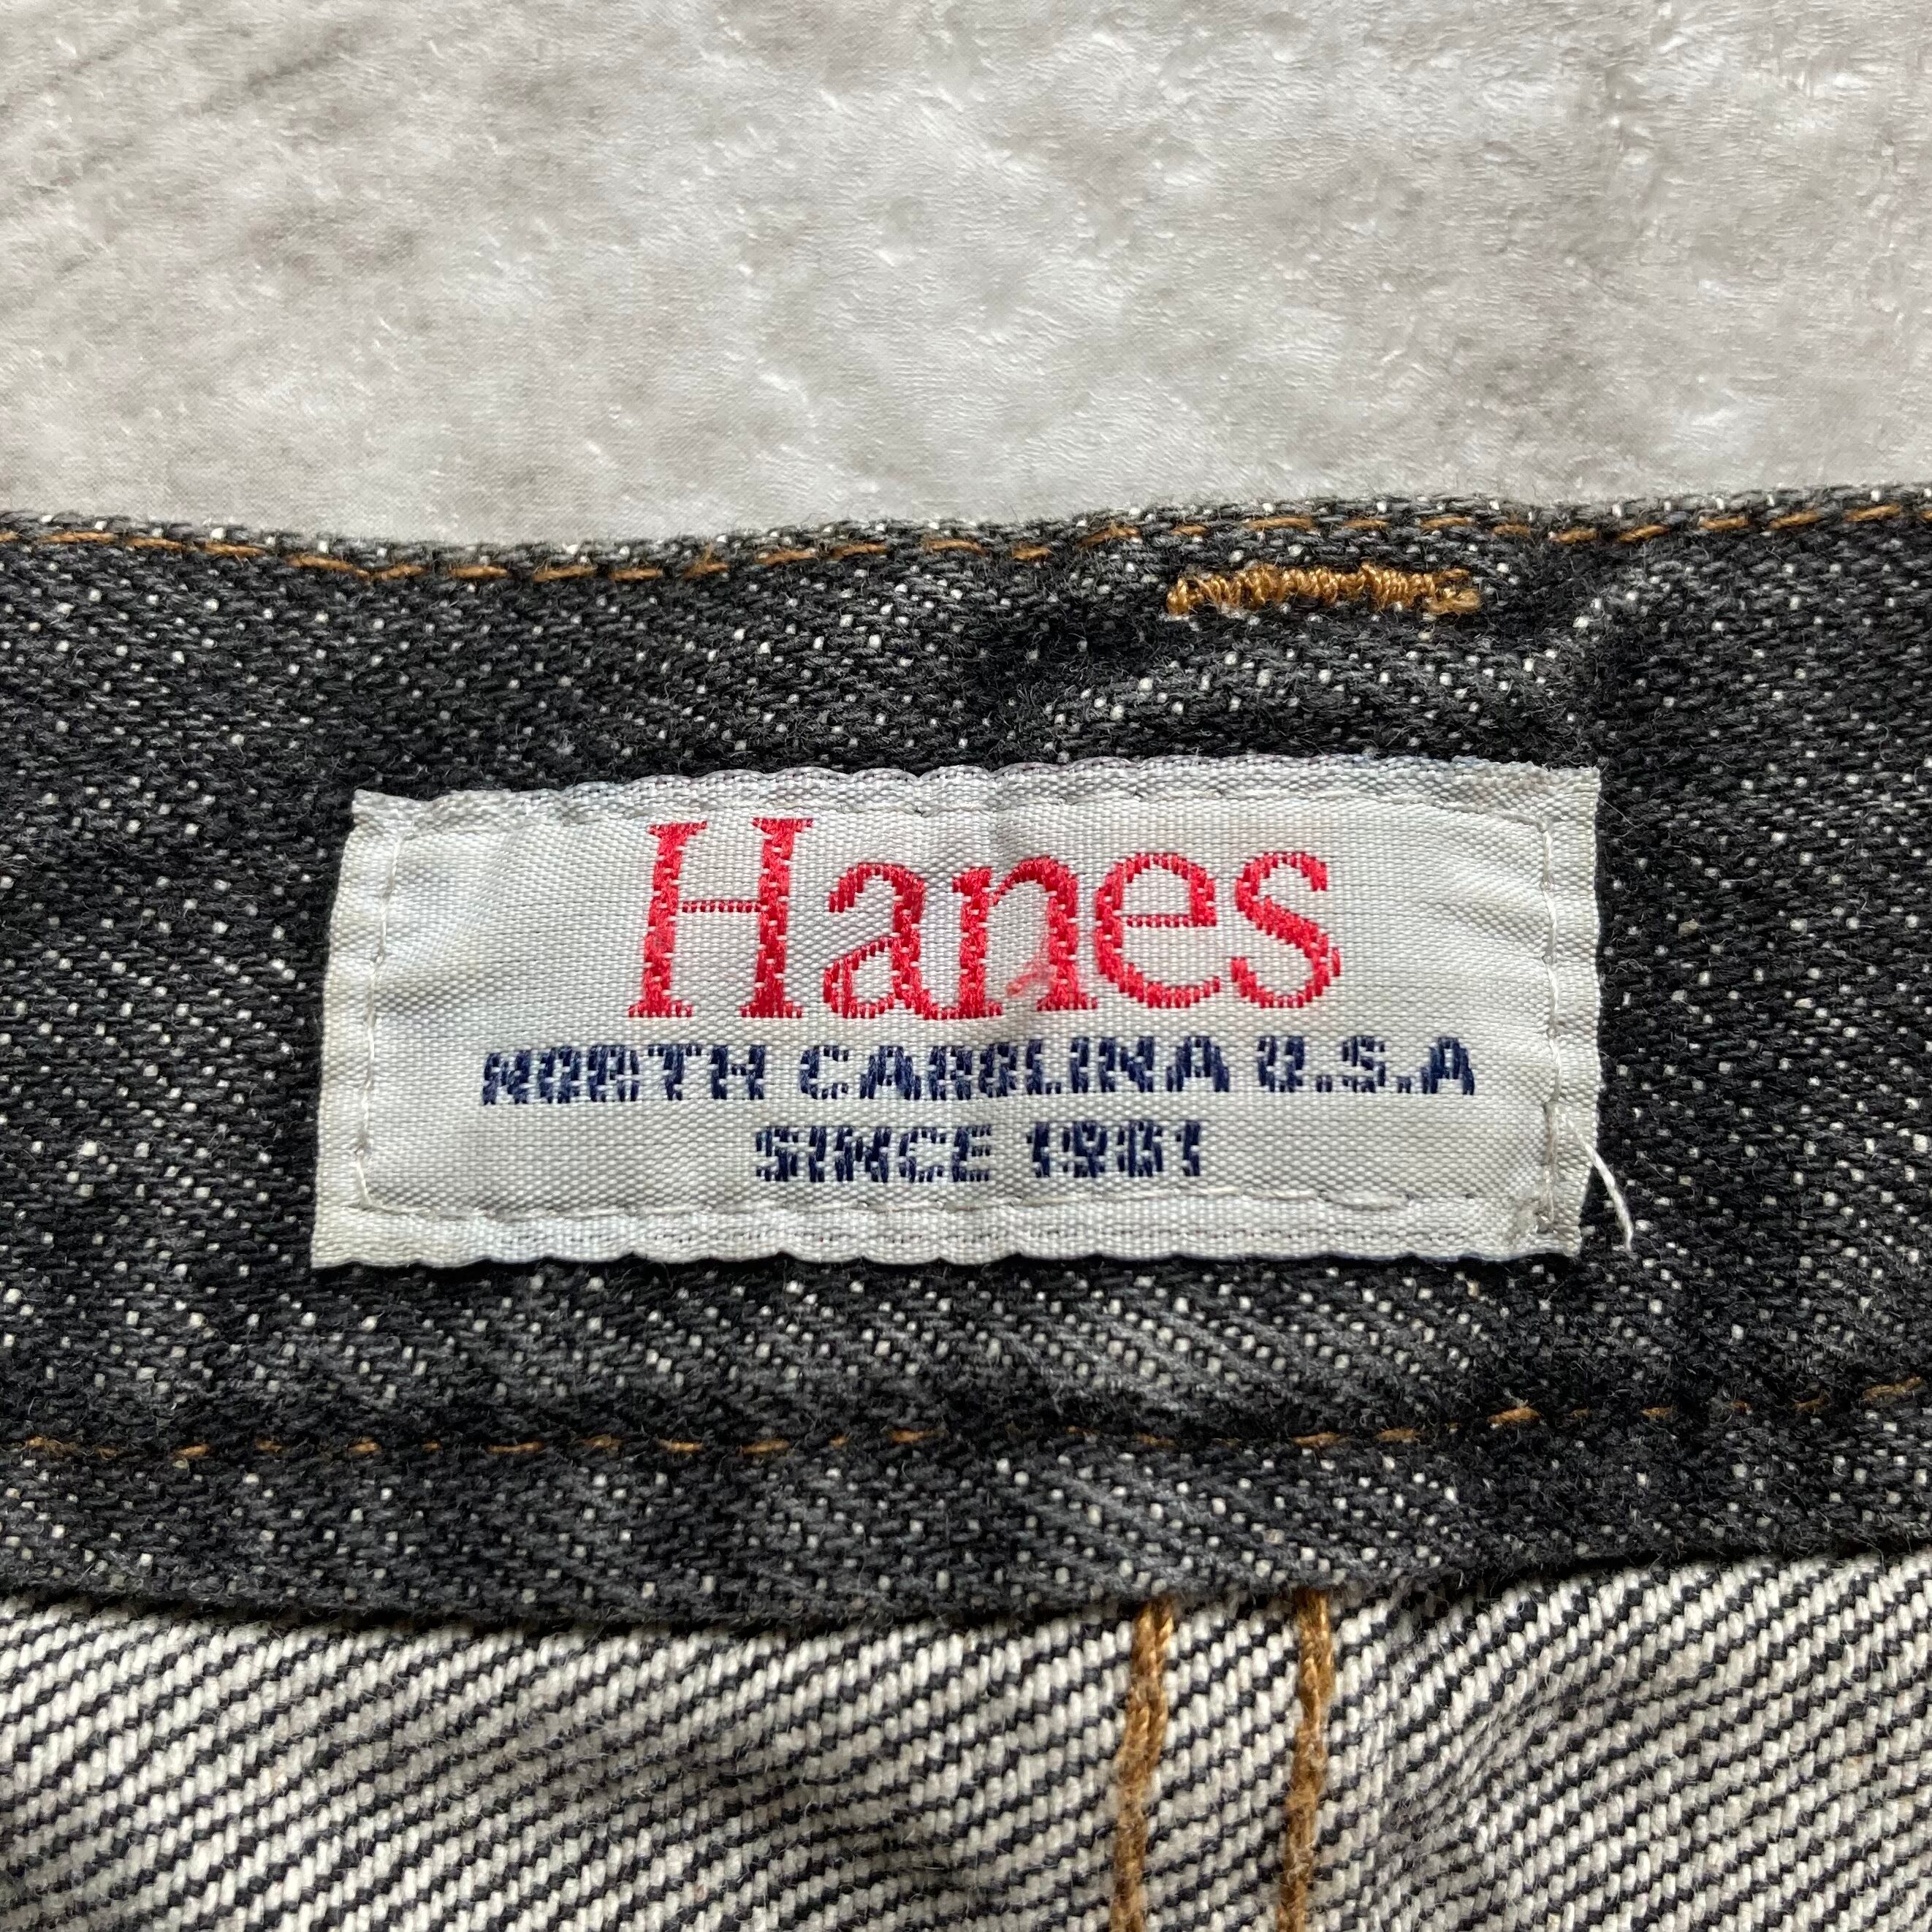 Hanes
NORTH CAROLINA U.S.A
SINCE 1901